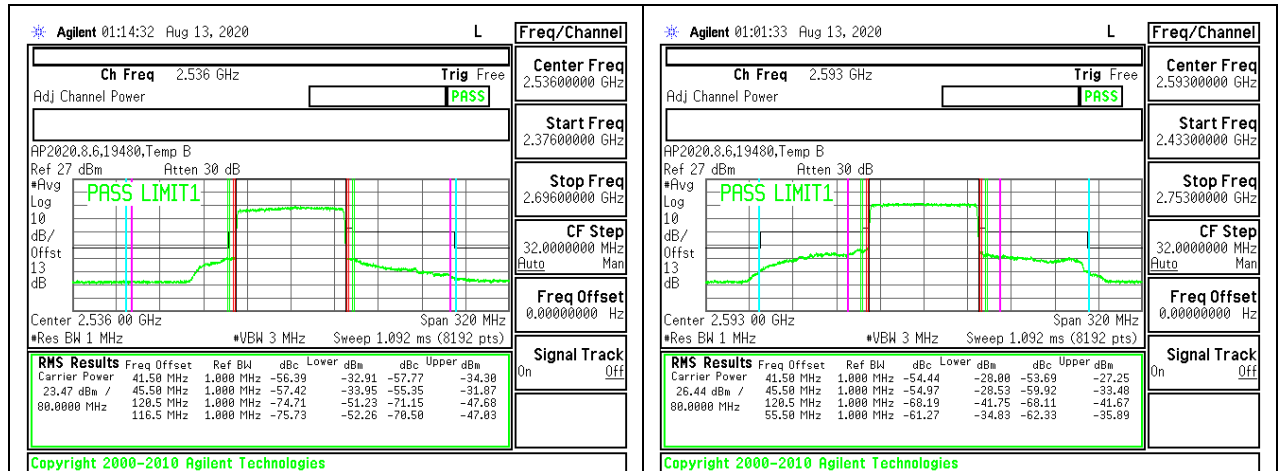 Agilent 01:14:32 Aug 13, 2020 L Freq/Channel
Ch Freq 2.536 GHz Trig Free
Adj Channel Power PASS
Center Freq
2.53600000 GHz
Start Freq
2.37600000 GHz
AP2020.8.6,19480,Temp B
Ref 27 dBm Atten 30 dB
#Avg
Log
10
dB/
Offst
13
dB
PASS LIMIT1
Stop Freq
2.69600000 GHz
CF Step
32.0000000 MHz
Auto Man
Freq Offset
0.00000000 Hz
Center 2.536 00 GHz Span 320 MHz
#Res BW 1 MHz #VBW 3 MHz Sweep 1.092 ms (8192 pts)
Signal Track
On Off
RMS Results Freq Offset Ref BW dBc Lower dBm dBc Upper dBm
Carrier Power 41.50 MHz 1.000 MHz -56.39 -32.91 -57.77 -34.30
23.47 dBm / 45.50 MHz 1.000 MHz -57.42 -33.95 -55.35 -31.87
80.0000 MHz 120.5 MHz 1.000 MHz -74.71 -51.23 -71.15 -47.68
116.5 MHz 1.000 MHz -75.73 -52.26 -70.50 -47.03
Copyright 2000-2010 Agilent Technologies
Agilent 01:01:33 Aug 13, 2020 L Freq/Channel
Ch Freq 2.593 GHz Trig Free
Adj Channel Power PASS
Center Freq
2.59300000 GHz
Start Freq
2.43300000 GHz
AP2020.8.6,19480,Temp B
Ref 27 dBm Atten 30 dB
#Avg
Log
10
dB/
Offst
13
dB
PASS LIMIT1
Stop Freq
2.75300000 GHz
CF Step
32.0000000 MHz
Auto Man
Freq Offset
0.00000000 Hz
Center 2.593 00 GHz Span 320 MHz
#Res BW 1 MHz #VBW 3 MHz Sweep 1.092 ms (8192 pts)
Signal Track
On Off
RMS Results Freq Offset Ref BW dBc Lower dBm dBc Upper dBm
Carrier Power 41.50 MHz 1.000 MHz -54.44 -28.00 -53.69 -27.25
26.44 dBm / 45.50 MHz 1.000 MHz -54.97 -28.53 -59.92 -33.48
80.0000 MHz 120.5 MHz 1.000 MHz -68.19 -41.75 -68.11 -41.67
55.50 MHz 1.000 MHz -61.27 -34.83 -62.33 -35.89
Copyright 2000-2010 Agilent Technologies